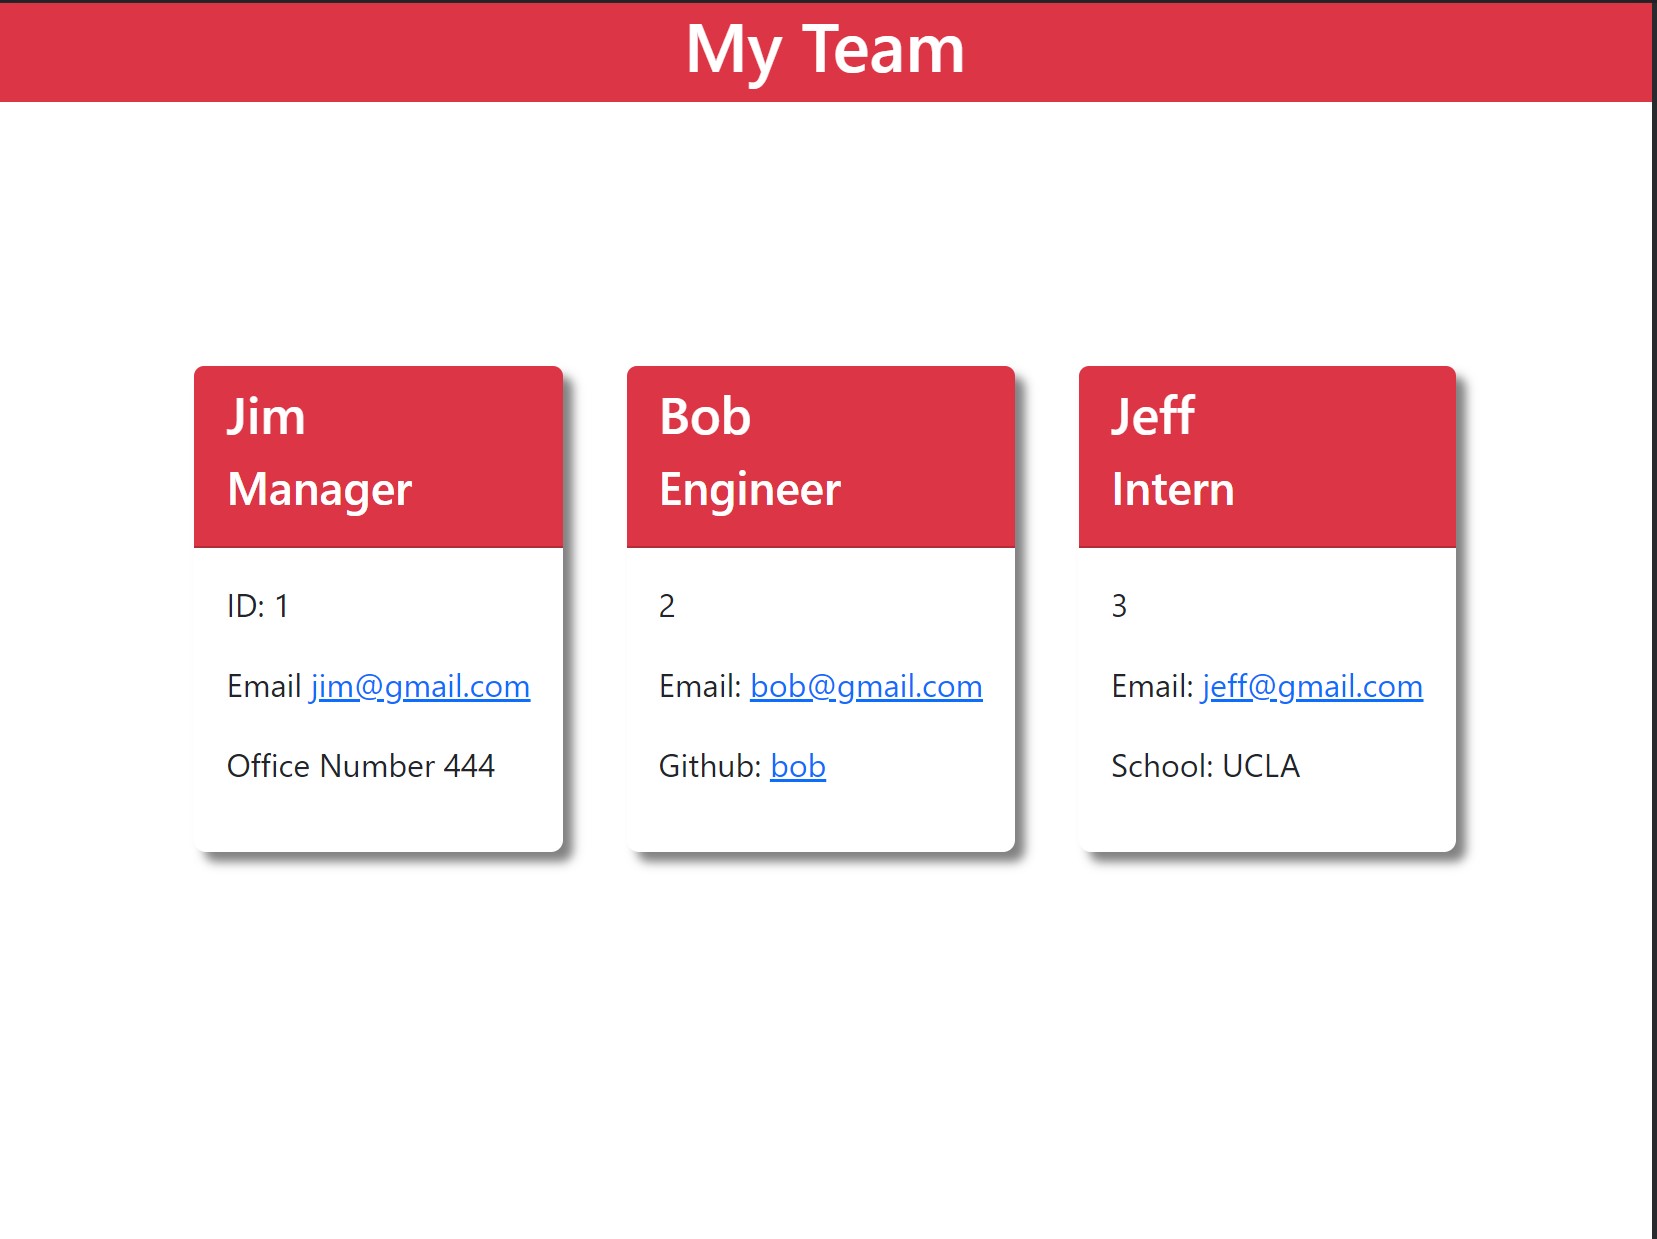 My Team
Jim
Manager
ID: 1
Email jim@gmail.com
Office Number 444
Bob
Engineer
2
Email: bob@gmail.com
Github: bob
Jeff
Intern
3
Email: jeff@gmail.com
School: UCLA